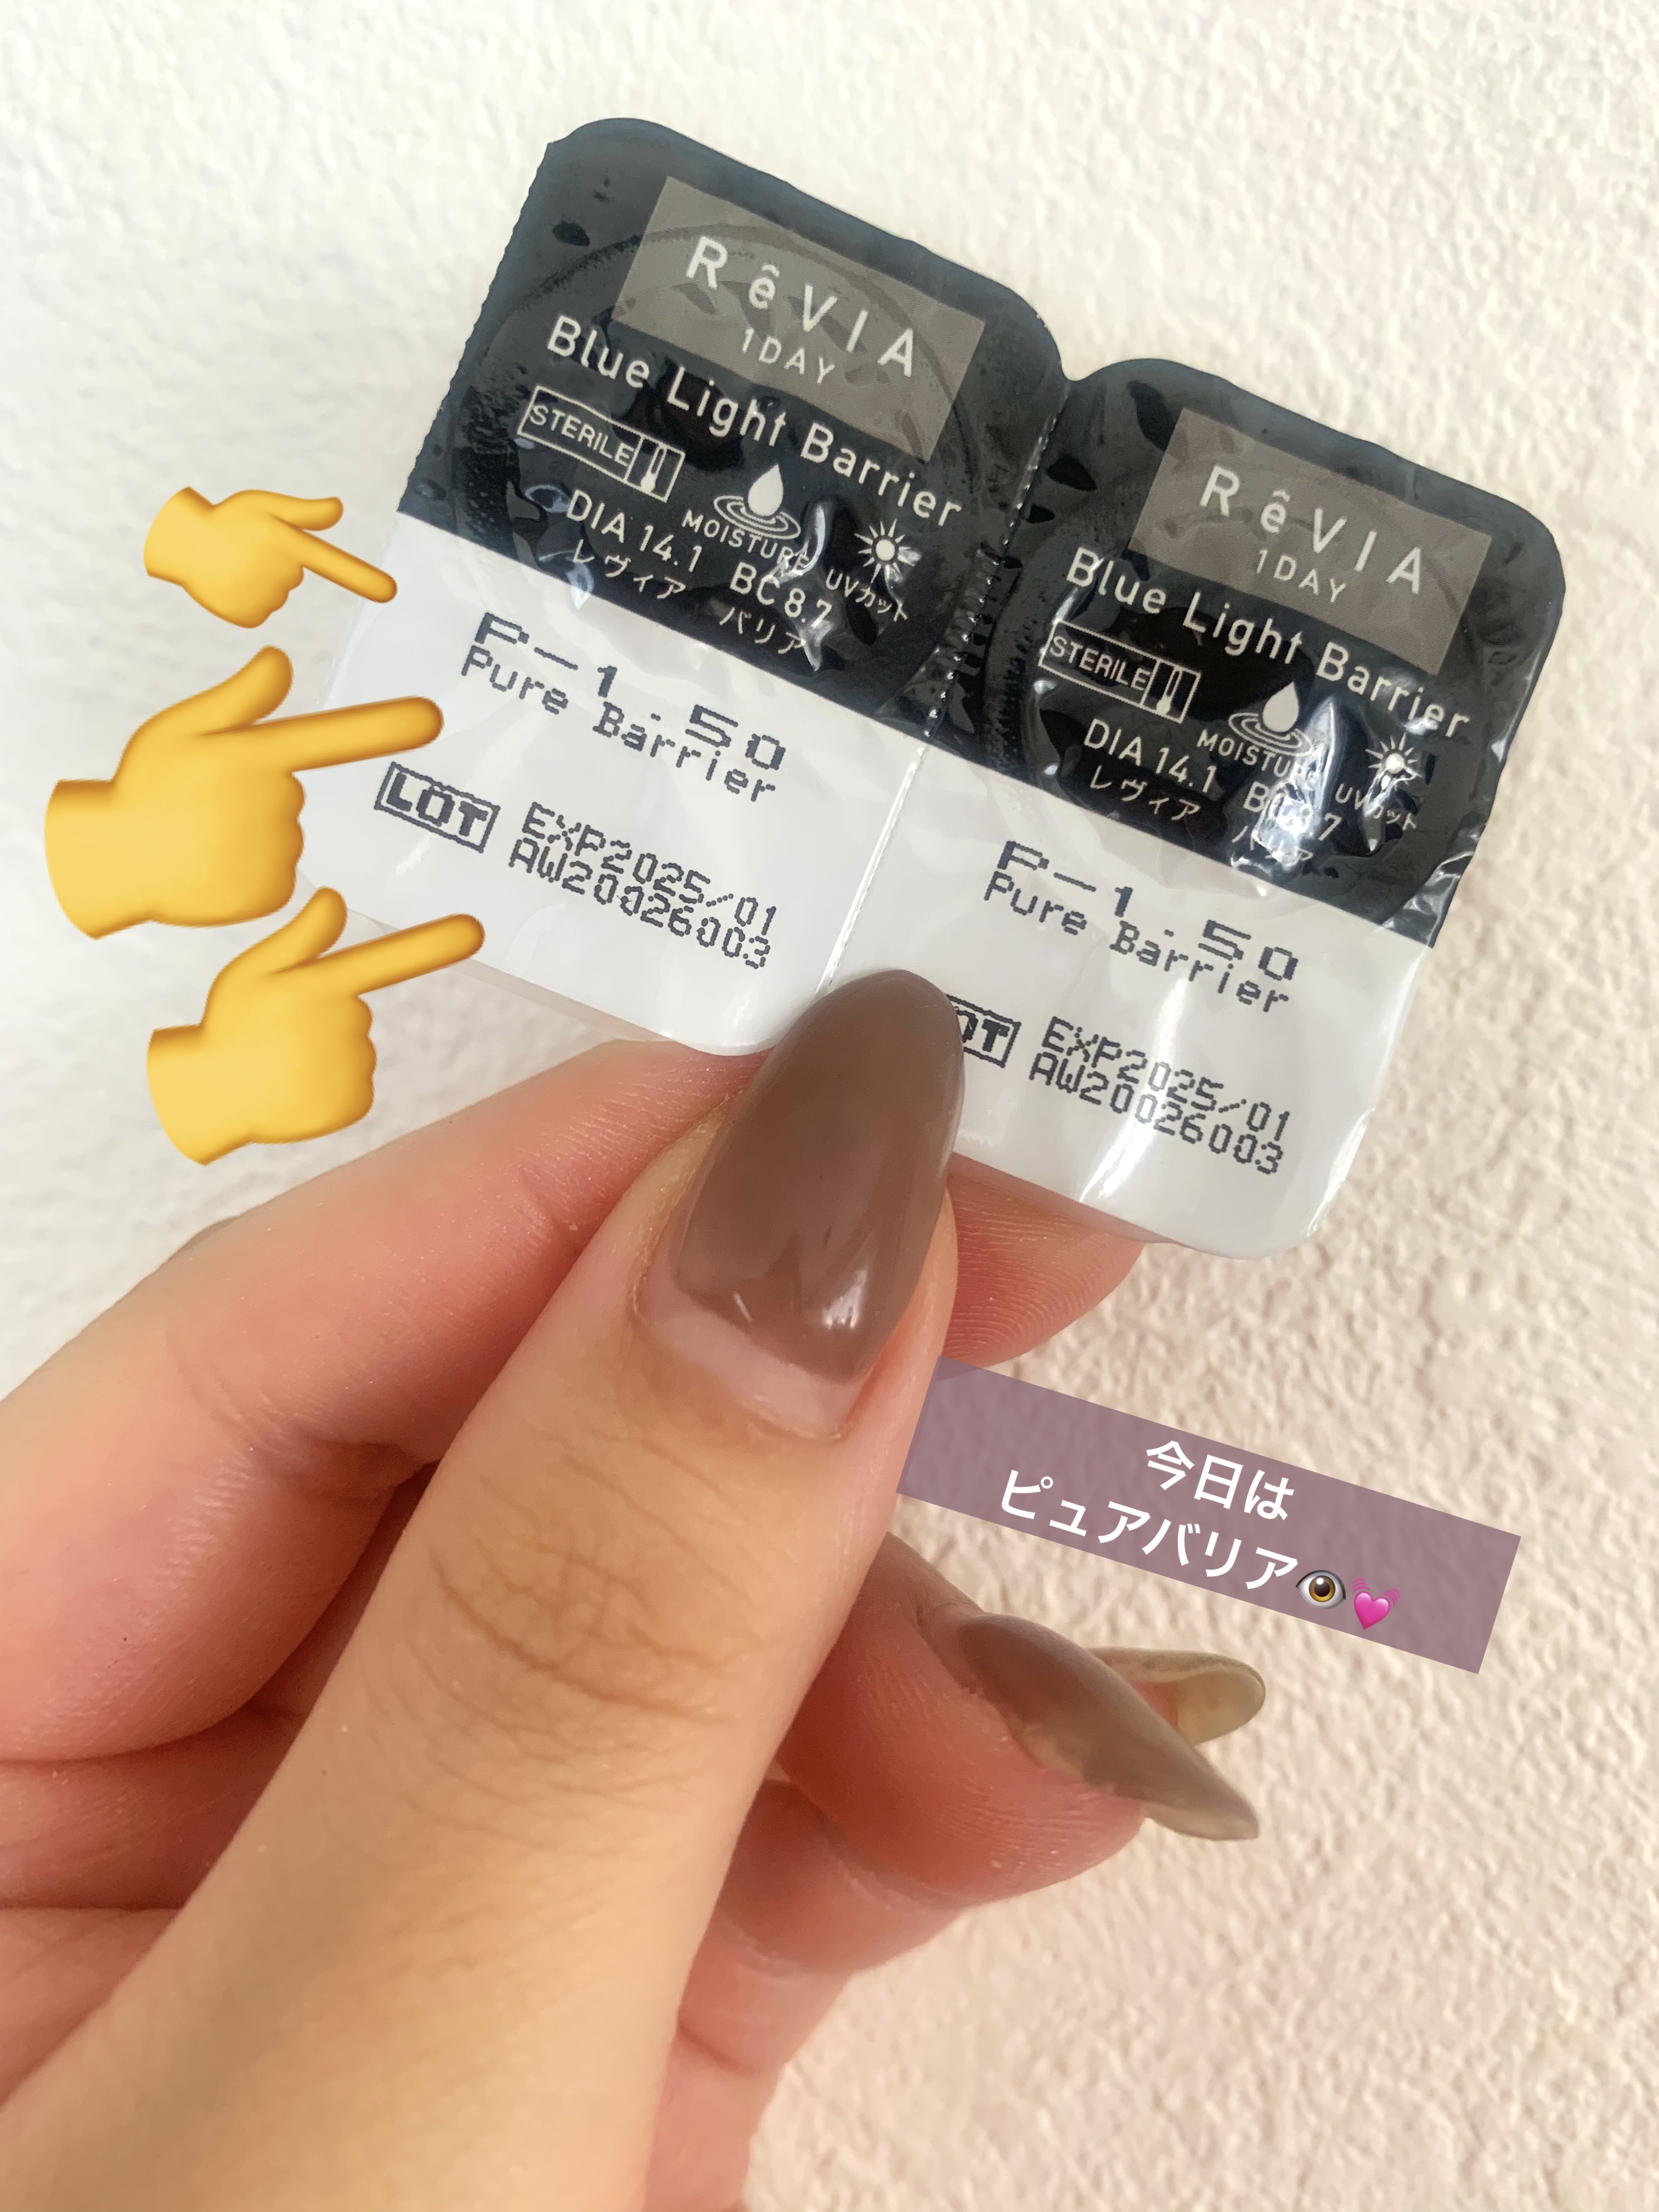 RêVIA
1DAY
Blue Light Barrier
STERILE
MOISTURE
UVカット
DIA 14.1 BC 8.7
レヴィア バリア
P-1.50
Pure Barrier
LOT
EXP2025/01
AW20026003
RêVIA
1DAY
Blue Light Barrier
STERILE
MOISTURE
UVカット
DIA 14.1
レヴィア
P-1.50
Pure Barrier
EXP2025/01
AW20026003
今日は
ピュアバリア👁💓